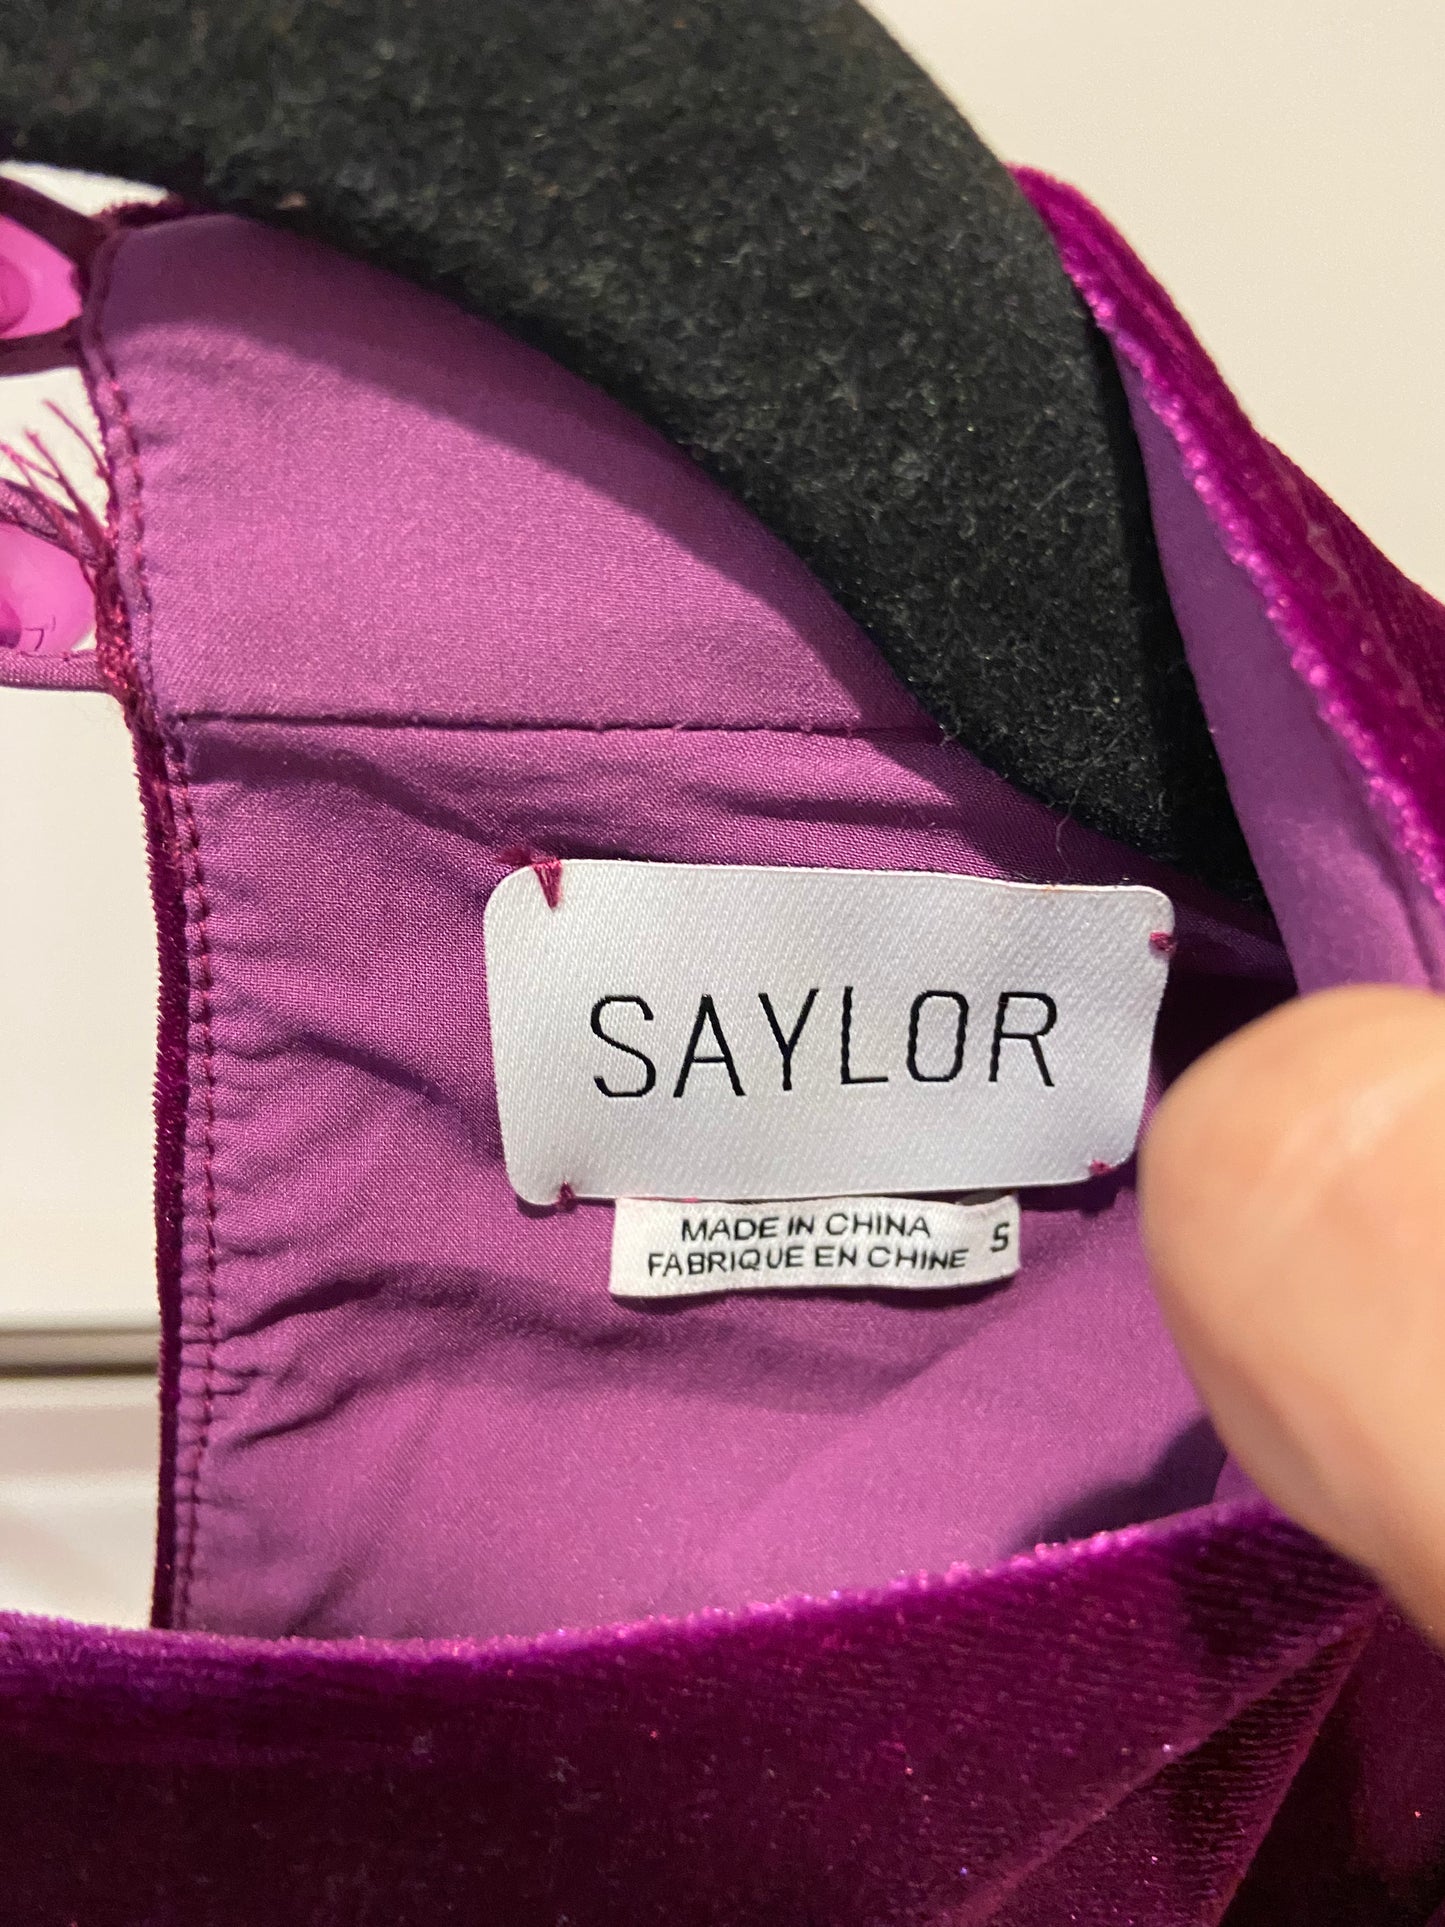 SAYLOR
MADE IN CHINA
FABRIQUE EN CHINE
S